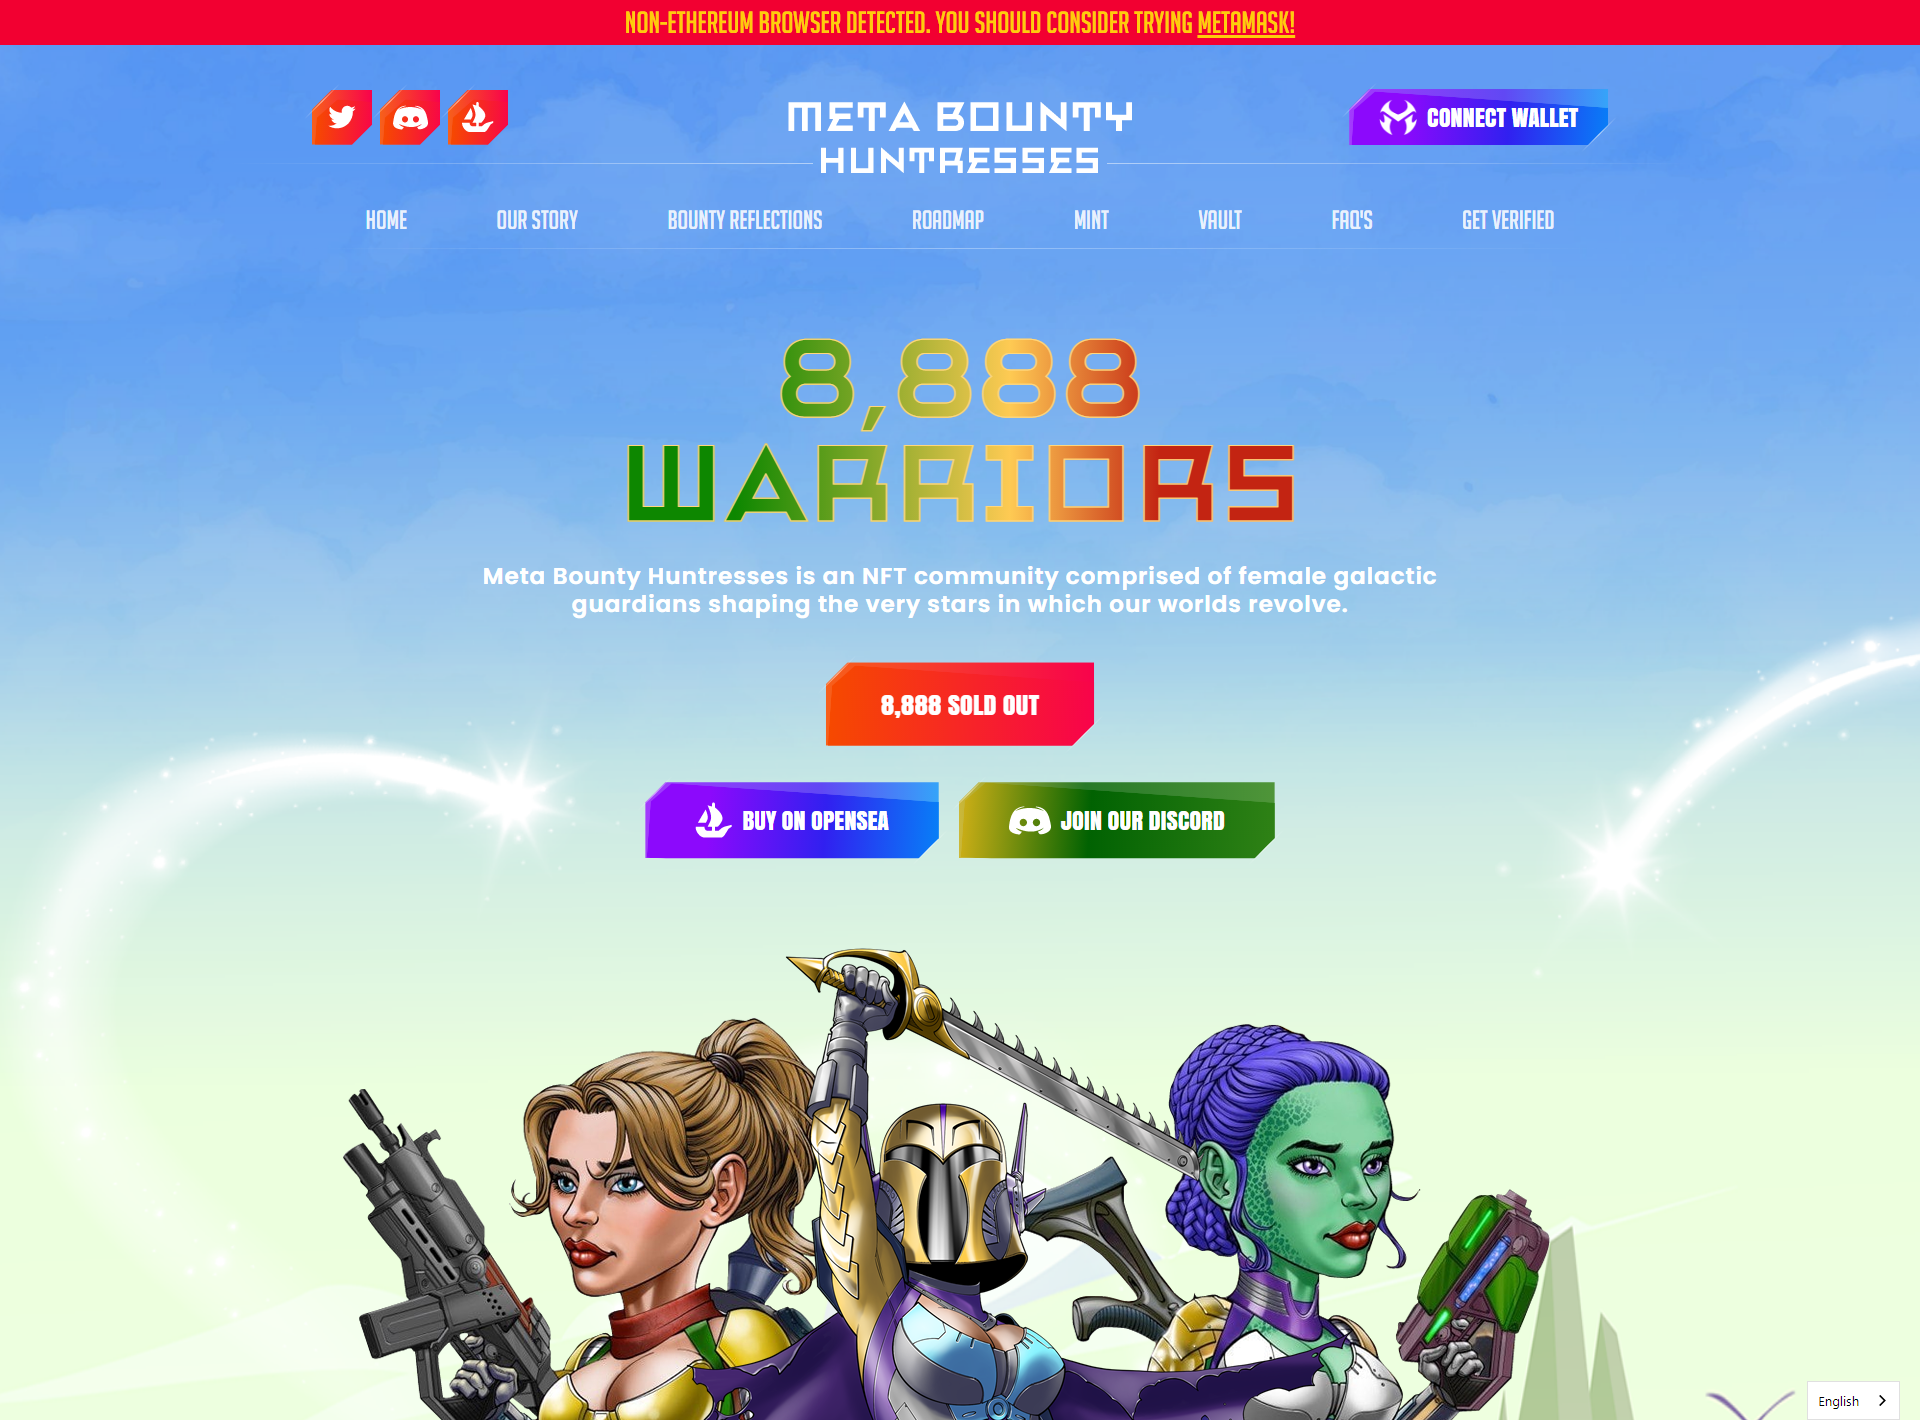 NON-ETHEREUM BROWSER DETECTED. YOU SHOULD CONSIDER TRYING METAMASK!
META BOUNTY
HUNTRESSES
CONNECT WALLET
HOME OUR STORY BOUNTY REFLECTIONS ROADMAP MINT VAULT FAQ'S GET VERIFIED
8,888
WARRIORS
Meta Bounty Huntresses is an NFT community comprised of female galactic
guardians shaping the very stars in which our worlds revolve.
8,888 SOLD OUT
BUY ON OPENSEA
JOIN OUR DISCORD
English